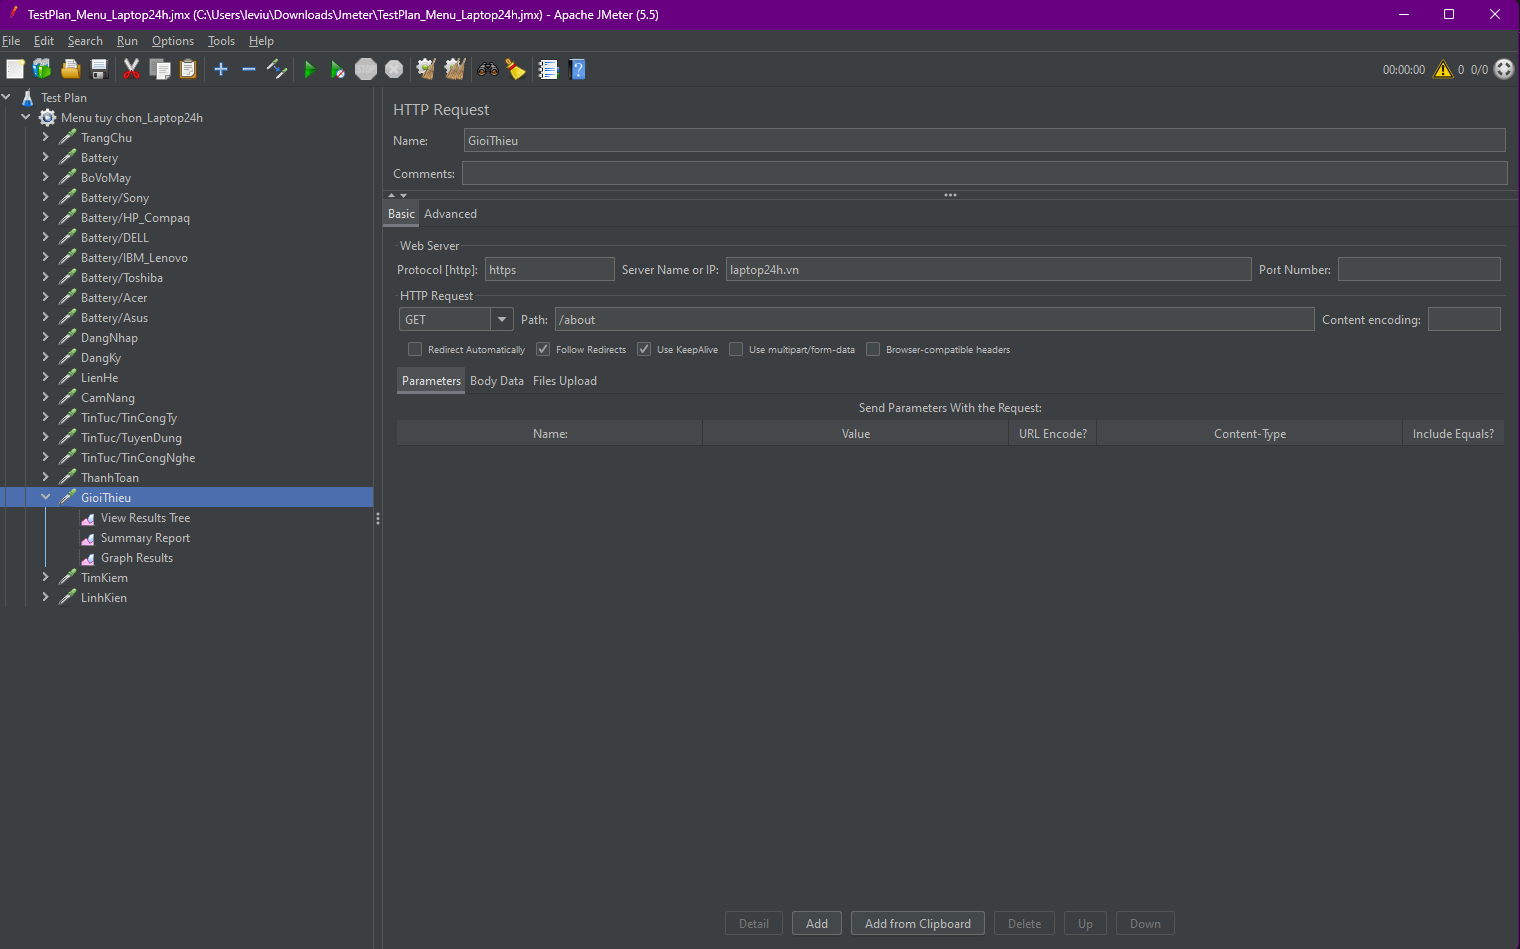 TestPlan_Menu_Laptop24h.jmx (C:\Users\leviu\Downloads\Jmeter\TestPlan_Menu_Laptop24h.jmx) - Apache JMeter (5.5)
File Edit Search Run Options Tools Help
00:00:00 0 0/0
Test Plan
Menu tuy chon_Laptop24h
TrangChu
Battery
BoVoMay
Battery/Sony
Battery/HP_Compaq
Battery/DELL
Battery/IBM_Lenovo
Battery/Toshiba
Battery/Acer
Battery/Asus
DangNhap
DangKy
LienHe
CamNang
TinTuc/TinCongTy
TinTuc/TuyenDung
TinTuc/TinCongNghe
ThanhToan
GioiThieu
View Results Tree
Summary Report
Graph Results
TimKiem
LinhKien
HTTP Request
Name: GioiThieu
Comments:
Basic Advanced
Web Server
Protocol [http]: https Server Name or IP: laptop24h.vn Port Number:
HTTP Request
GET Path: /about Content encoding:
Redirect Automatically Follow Redirects Use KeepAlive Use multipart/form-data Browser-compatible headers
Parameters Body Data Files Upload
Send Parameters With the Request:
Name: Value URL Encode? Content-Type Include Equals?
Detail Add Add from Clipboard Delete Up Down